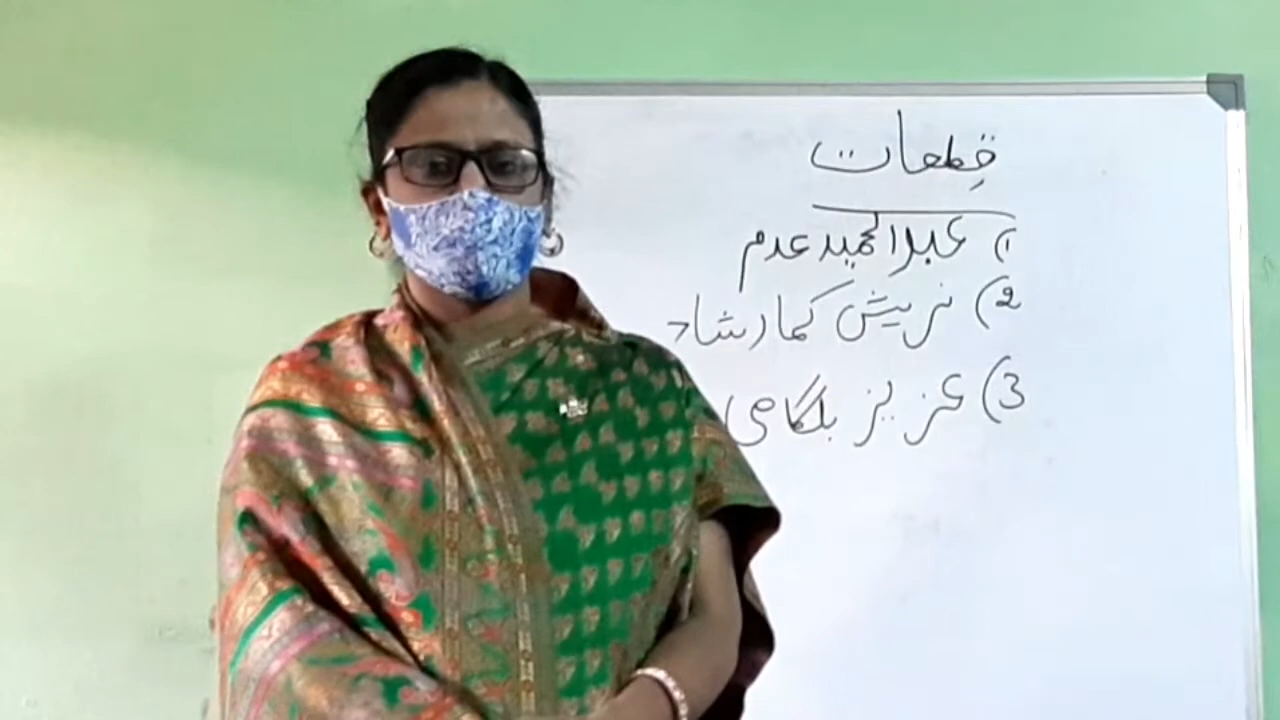 قطعات
1) عبدالحمید عدم
2) نریش کمار شاد
3) عزیز بلگامی